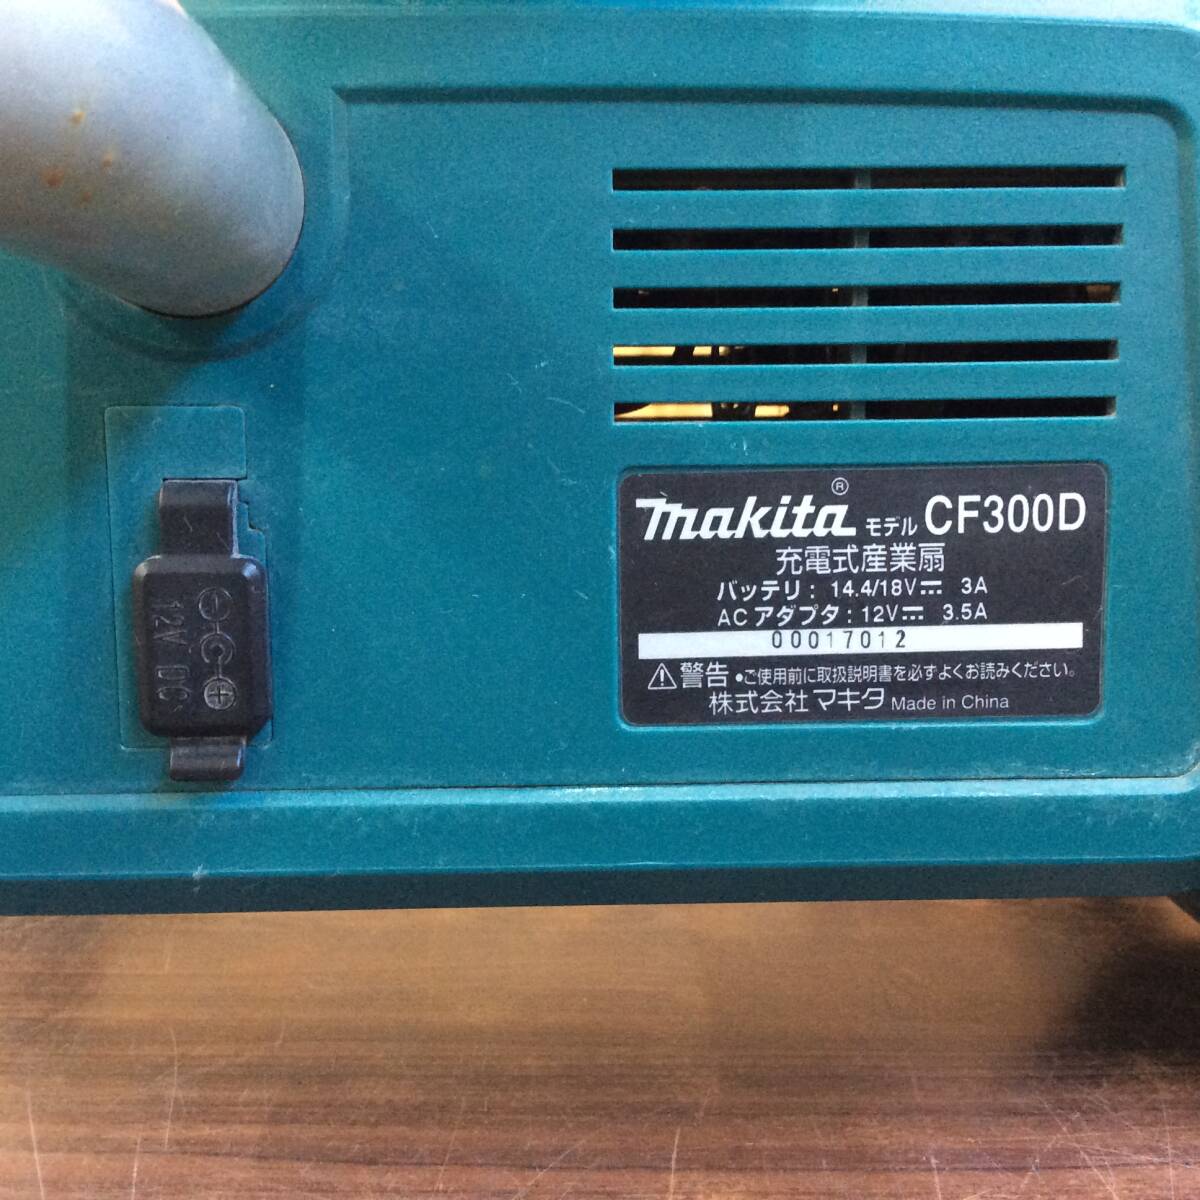 makita® モデル CF300D
充電式産業扇
バッテリ: 14.4/18V⎓ 3A
ACアダプタ: 12V⎓ 3.5A
00017012
⚠警告 •ご使用前に取扱説明書を必ずよくお読みください。
株式会社マキタ Made in China
12V DC